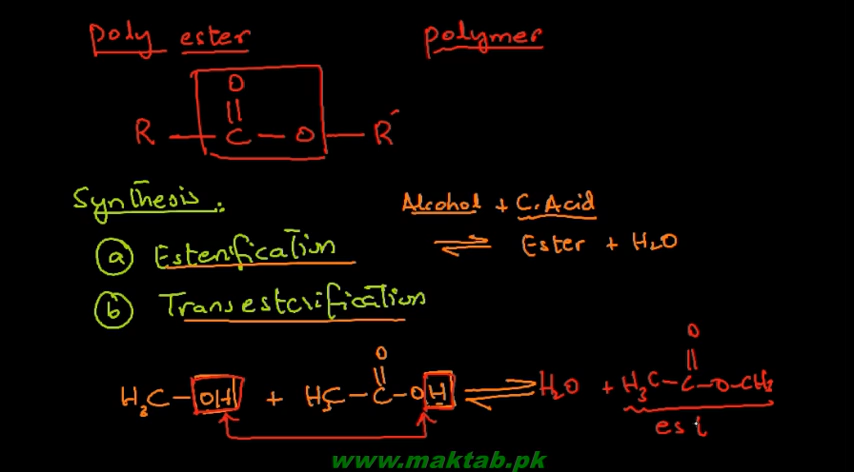 Poly ester polymer
O
||
R — C — O — R'
Synthesis: Alcohol + C.Acid
⇌ Ester + H2O
(a) Esterification
(b) Transesterification
O O
|| ||
H3C — OH + H3C — C — OH ⇌ H2O + H3C — C — O — CH3
est
www.maktab.pk